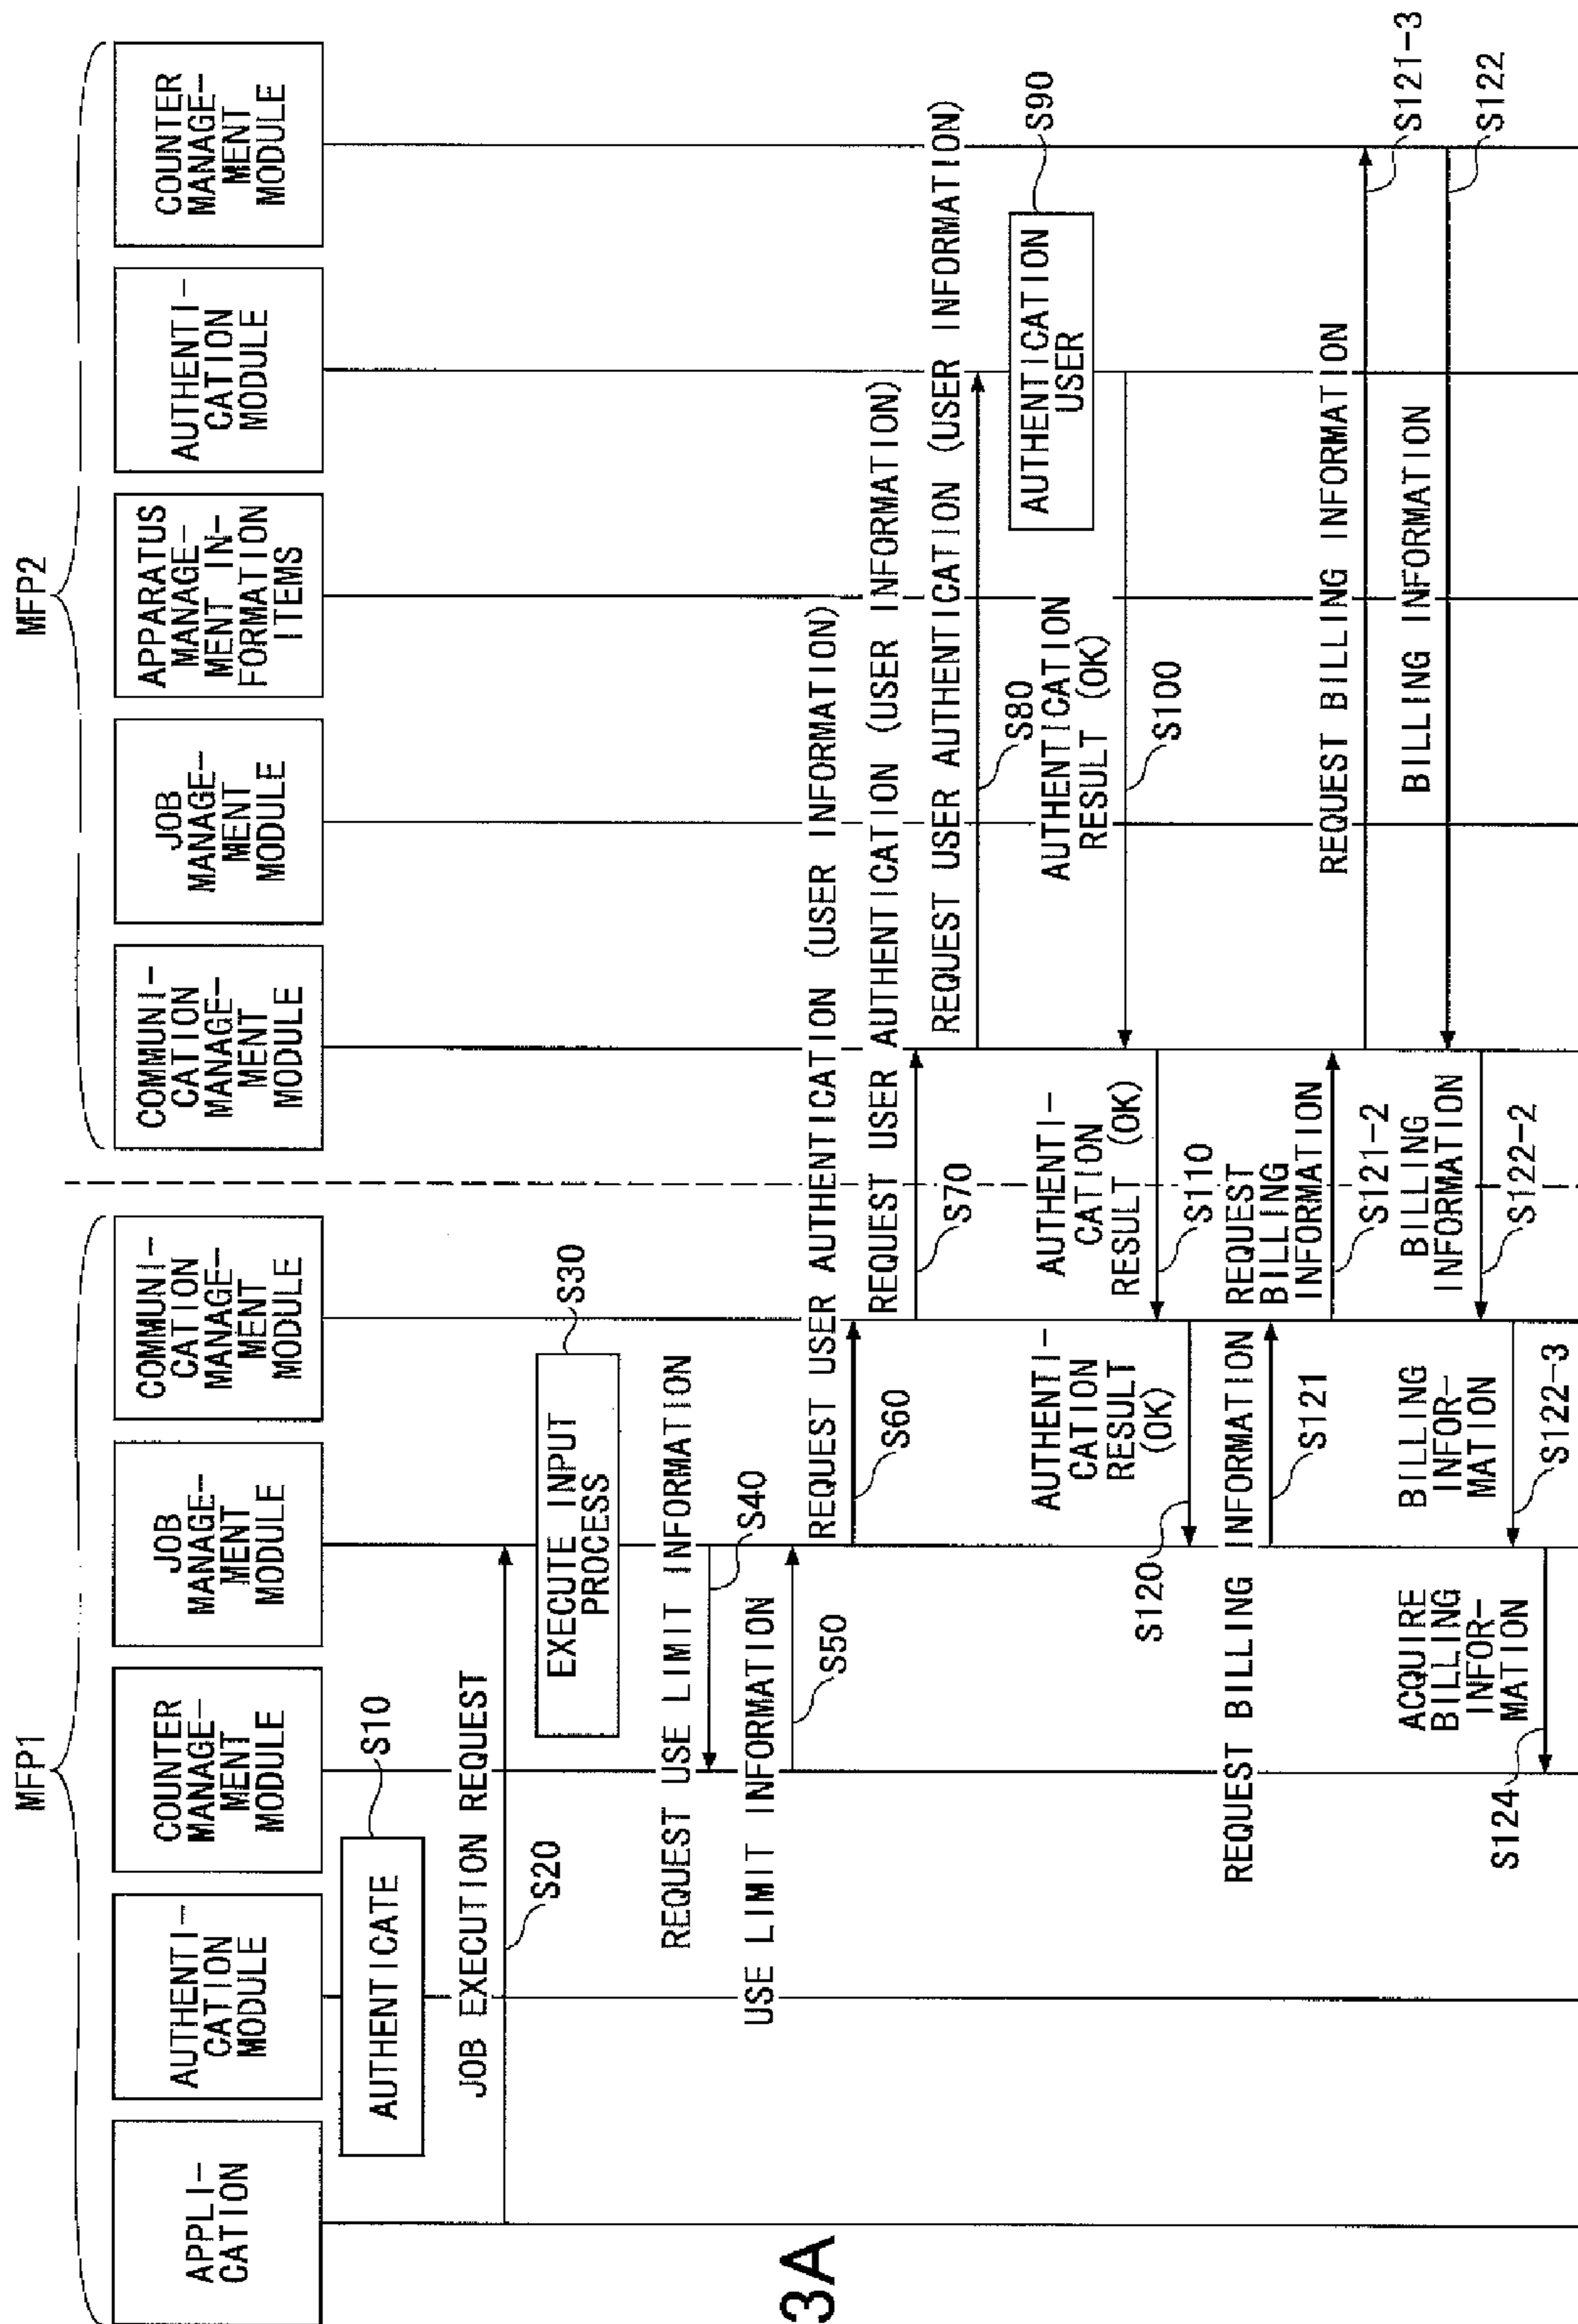 MFP1
MFP2
APPLI-
CATION
AUTHENTI-
CATION
MODULE
COUNTER
MANAGE-
MENT
MODULE
JOB
MANAGE-
MENT
MODULE
COMMUNI-
CATION
MANAGE-
MENT
MODULE
COMMUNI-
CATION
MANAGE-
MENT
MODULE
JOB
MANAGE-
MENT
MODULE
APPARATUS
MANAGE-
MENT IN-
FORMATION
ITEMS
AUTHENTI-
CATION
MODULE
COUNTER
MANAGE-
MENT
MODULE
S10
AUTHENTICATE
JOB EXECUTION REQUEST
S20
S30
EXECUTE INPUT
PROCESS
REQUEST USE LIMIT INFORMATION
S40
USE LIMIT INFORMATION
S50
REQUEST USER AUTHENTICATION (USER INFORMATION)
S60
REQUEST USER AUTHENTICATION (USER INFORMATION)
S70
REQUEST USER AUTHENTICATION (USER INFORMATION)
S80
S90
AUTHENTICATION
USER
AUTHENTICATION
RESULT (OK)
S100
AUTHENTI-
CATION
RESULT (OK)
S110
AUTHENTI-
CATION
RESULT
(OK)
S120
REQUEST BILLING INFORMATION
S121
REQUEST
BILLING
INFORMATION
S121-2
REQUEST BILLING INFORMATION
S121-3
BILLING INFORMATION
S122
BILLING
INFORMATION
S122-2
BILLING
INFOR-
MATION
S122-3
ACQUIRE
BILLING
INFOR-
MATION
S124
3A